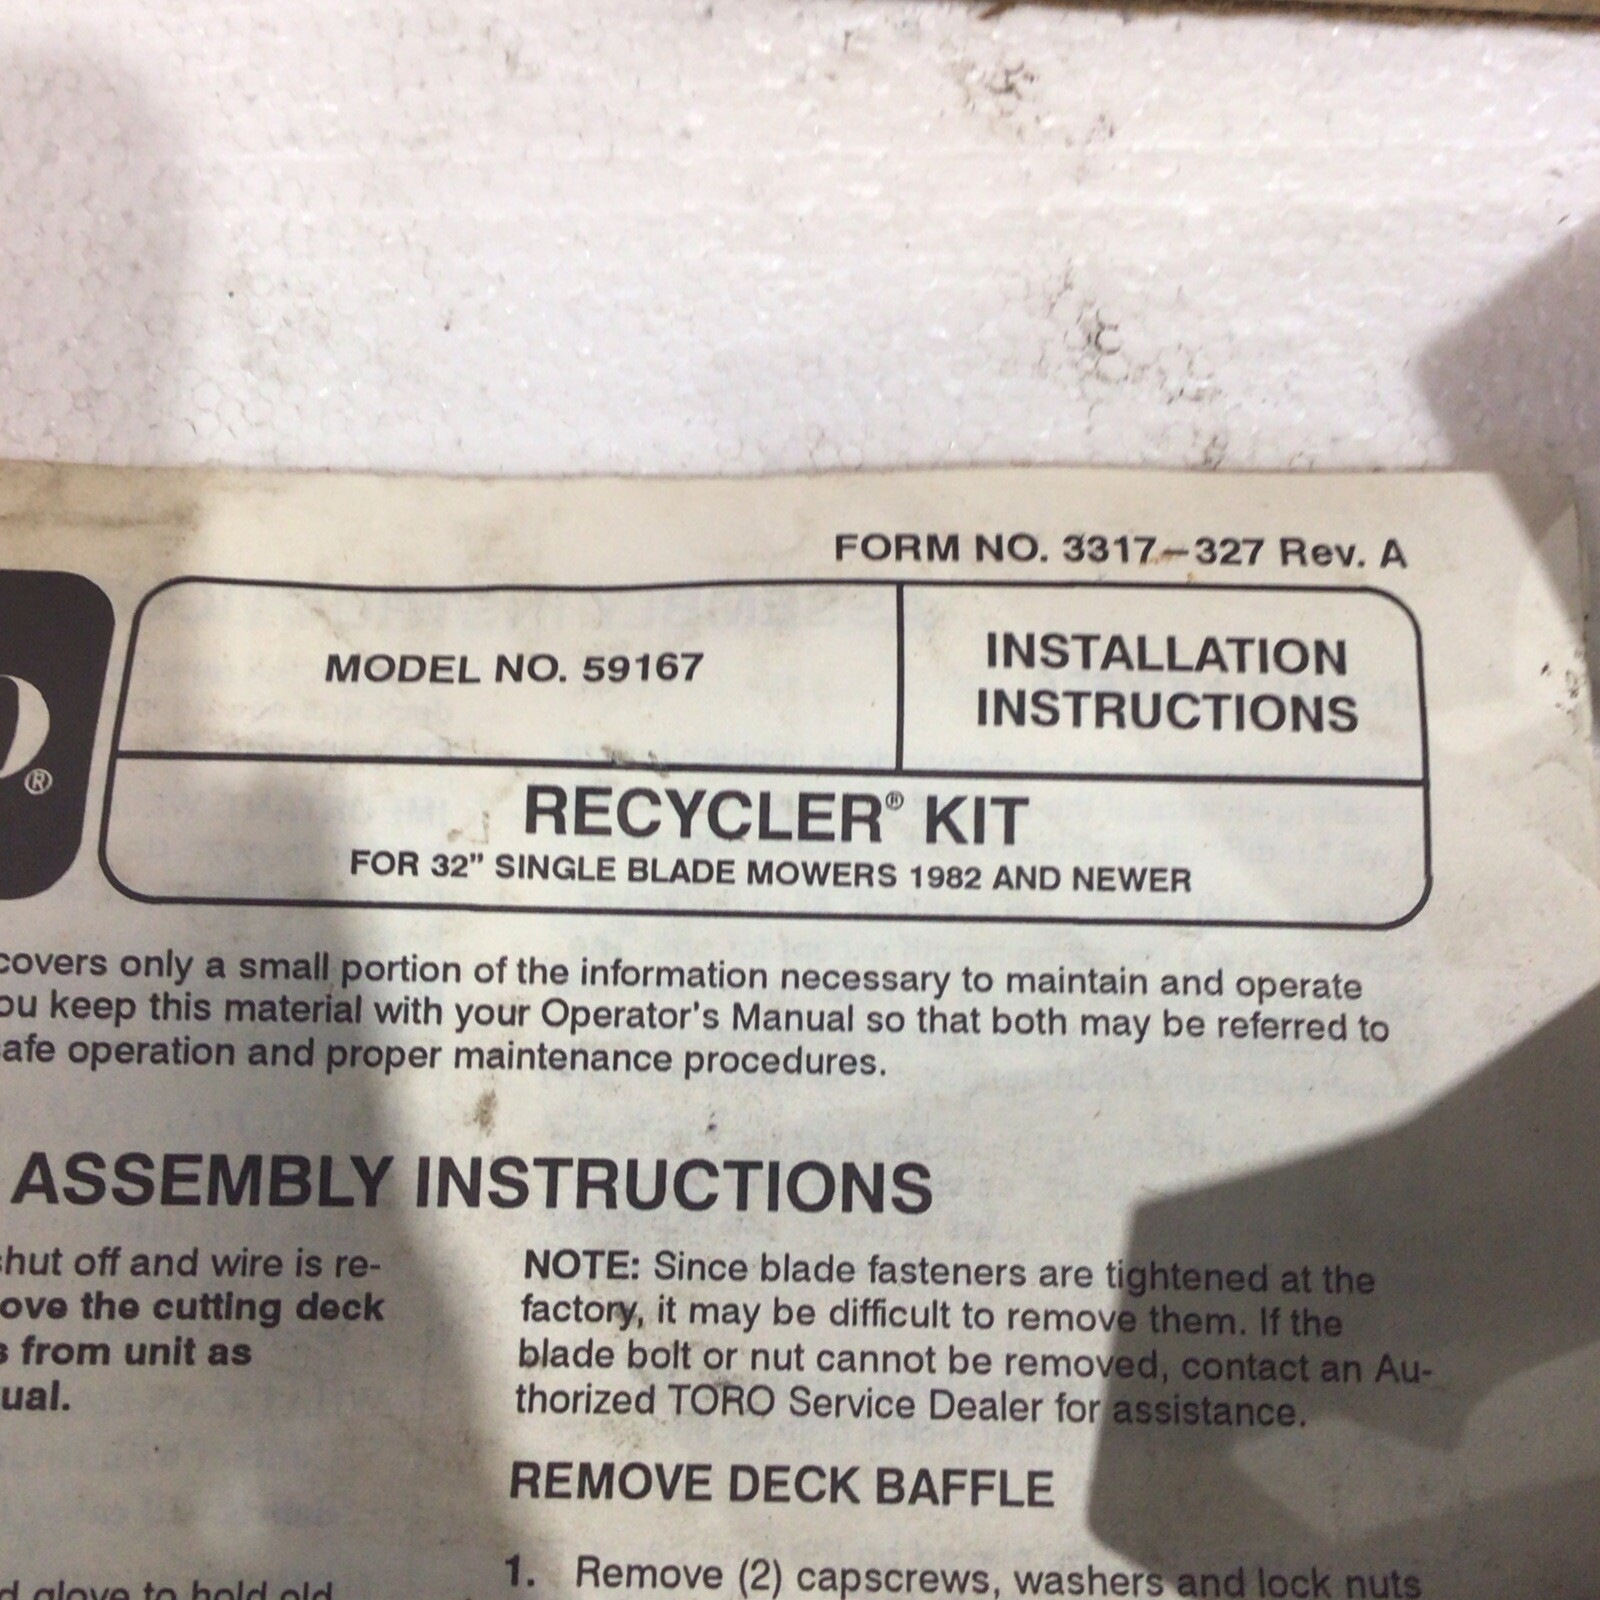 FORM NO. 3317–327 Rev. A
MODEL NO. 59167
INSTALLATION
INSTRUCTIONS
®
RECYCLER® KIT
FOR 32” SINGLE BLADE MOWERS 1982 AND NEWER
covers only a small portion of the information necessary to maintain and operate
ou keep this material with your Operator's Manual so that both may be referred to
afe operation and proper maintenance procedures.
ASSEMBLY INSTRUCTIONS
hut off and wire is re-
ove the cutting deck
s from unit as
ual.
d glove to hold old
NOTE: Since blade fasteners are tightened at the
factory, it may be difficult to remove them. If the
blade bolt or nut cannot be removed, contact an Au-
thorized TORO Service Dealer for assistance.
REMOVE DECK BAFFLE
1. Remove (2) capscrews, washers and lock nuts